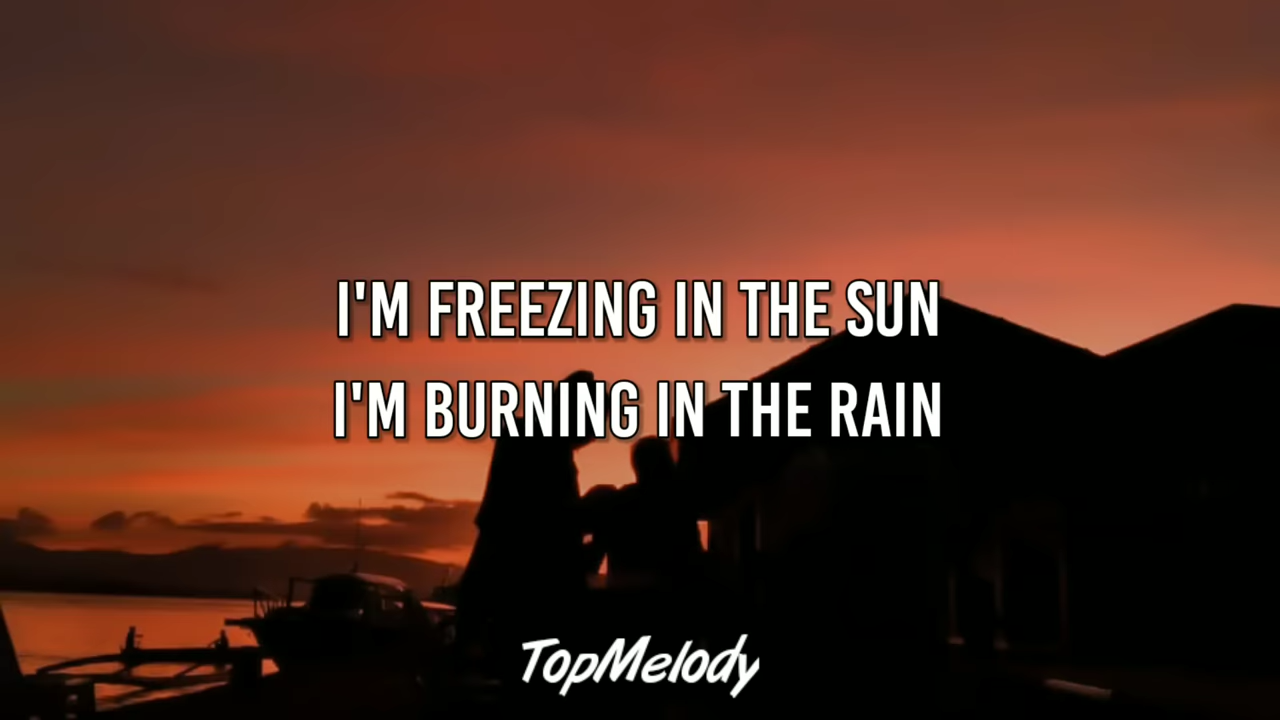 I'M FREEZING IN THE SUN
I'M BURNING IN THE RAIN
TopMelody